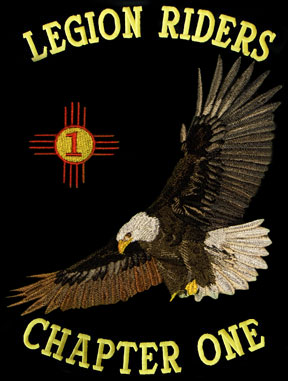 LEGION RIDERS
1
CHAPTER ONE